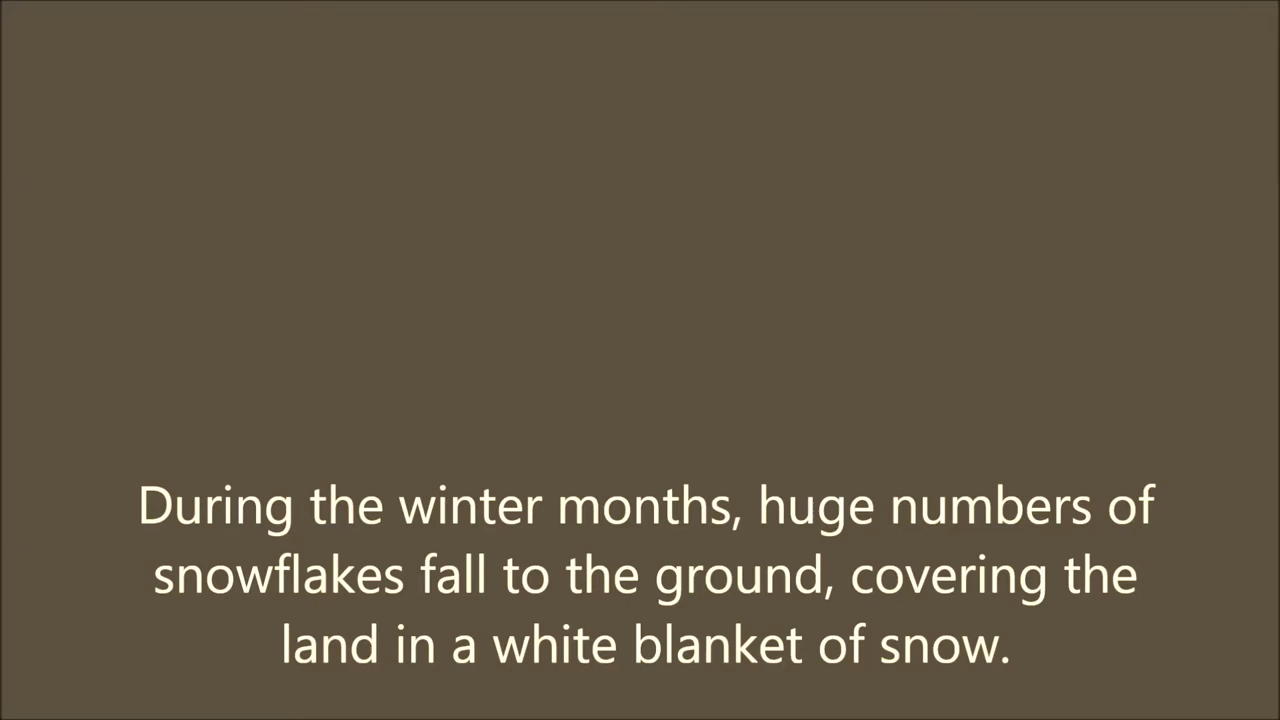 During the winter months, huge numbers of
snowflakes fall to the ground, covering the
land in a white blanket of snow.